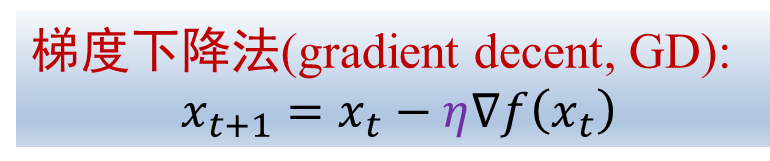 梯度下降法(gradient decent, GD):
x_{t+1} = x_t − η∇f(x_t)